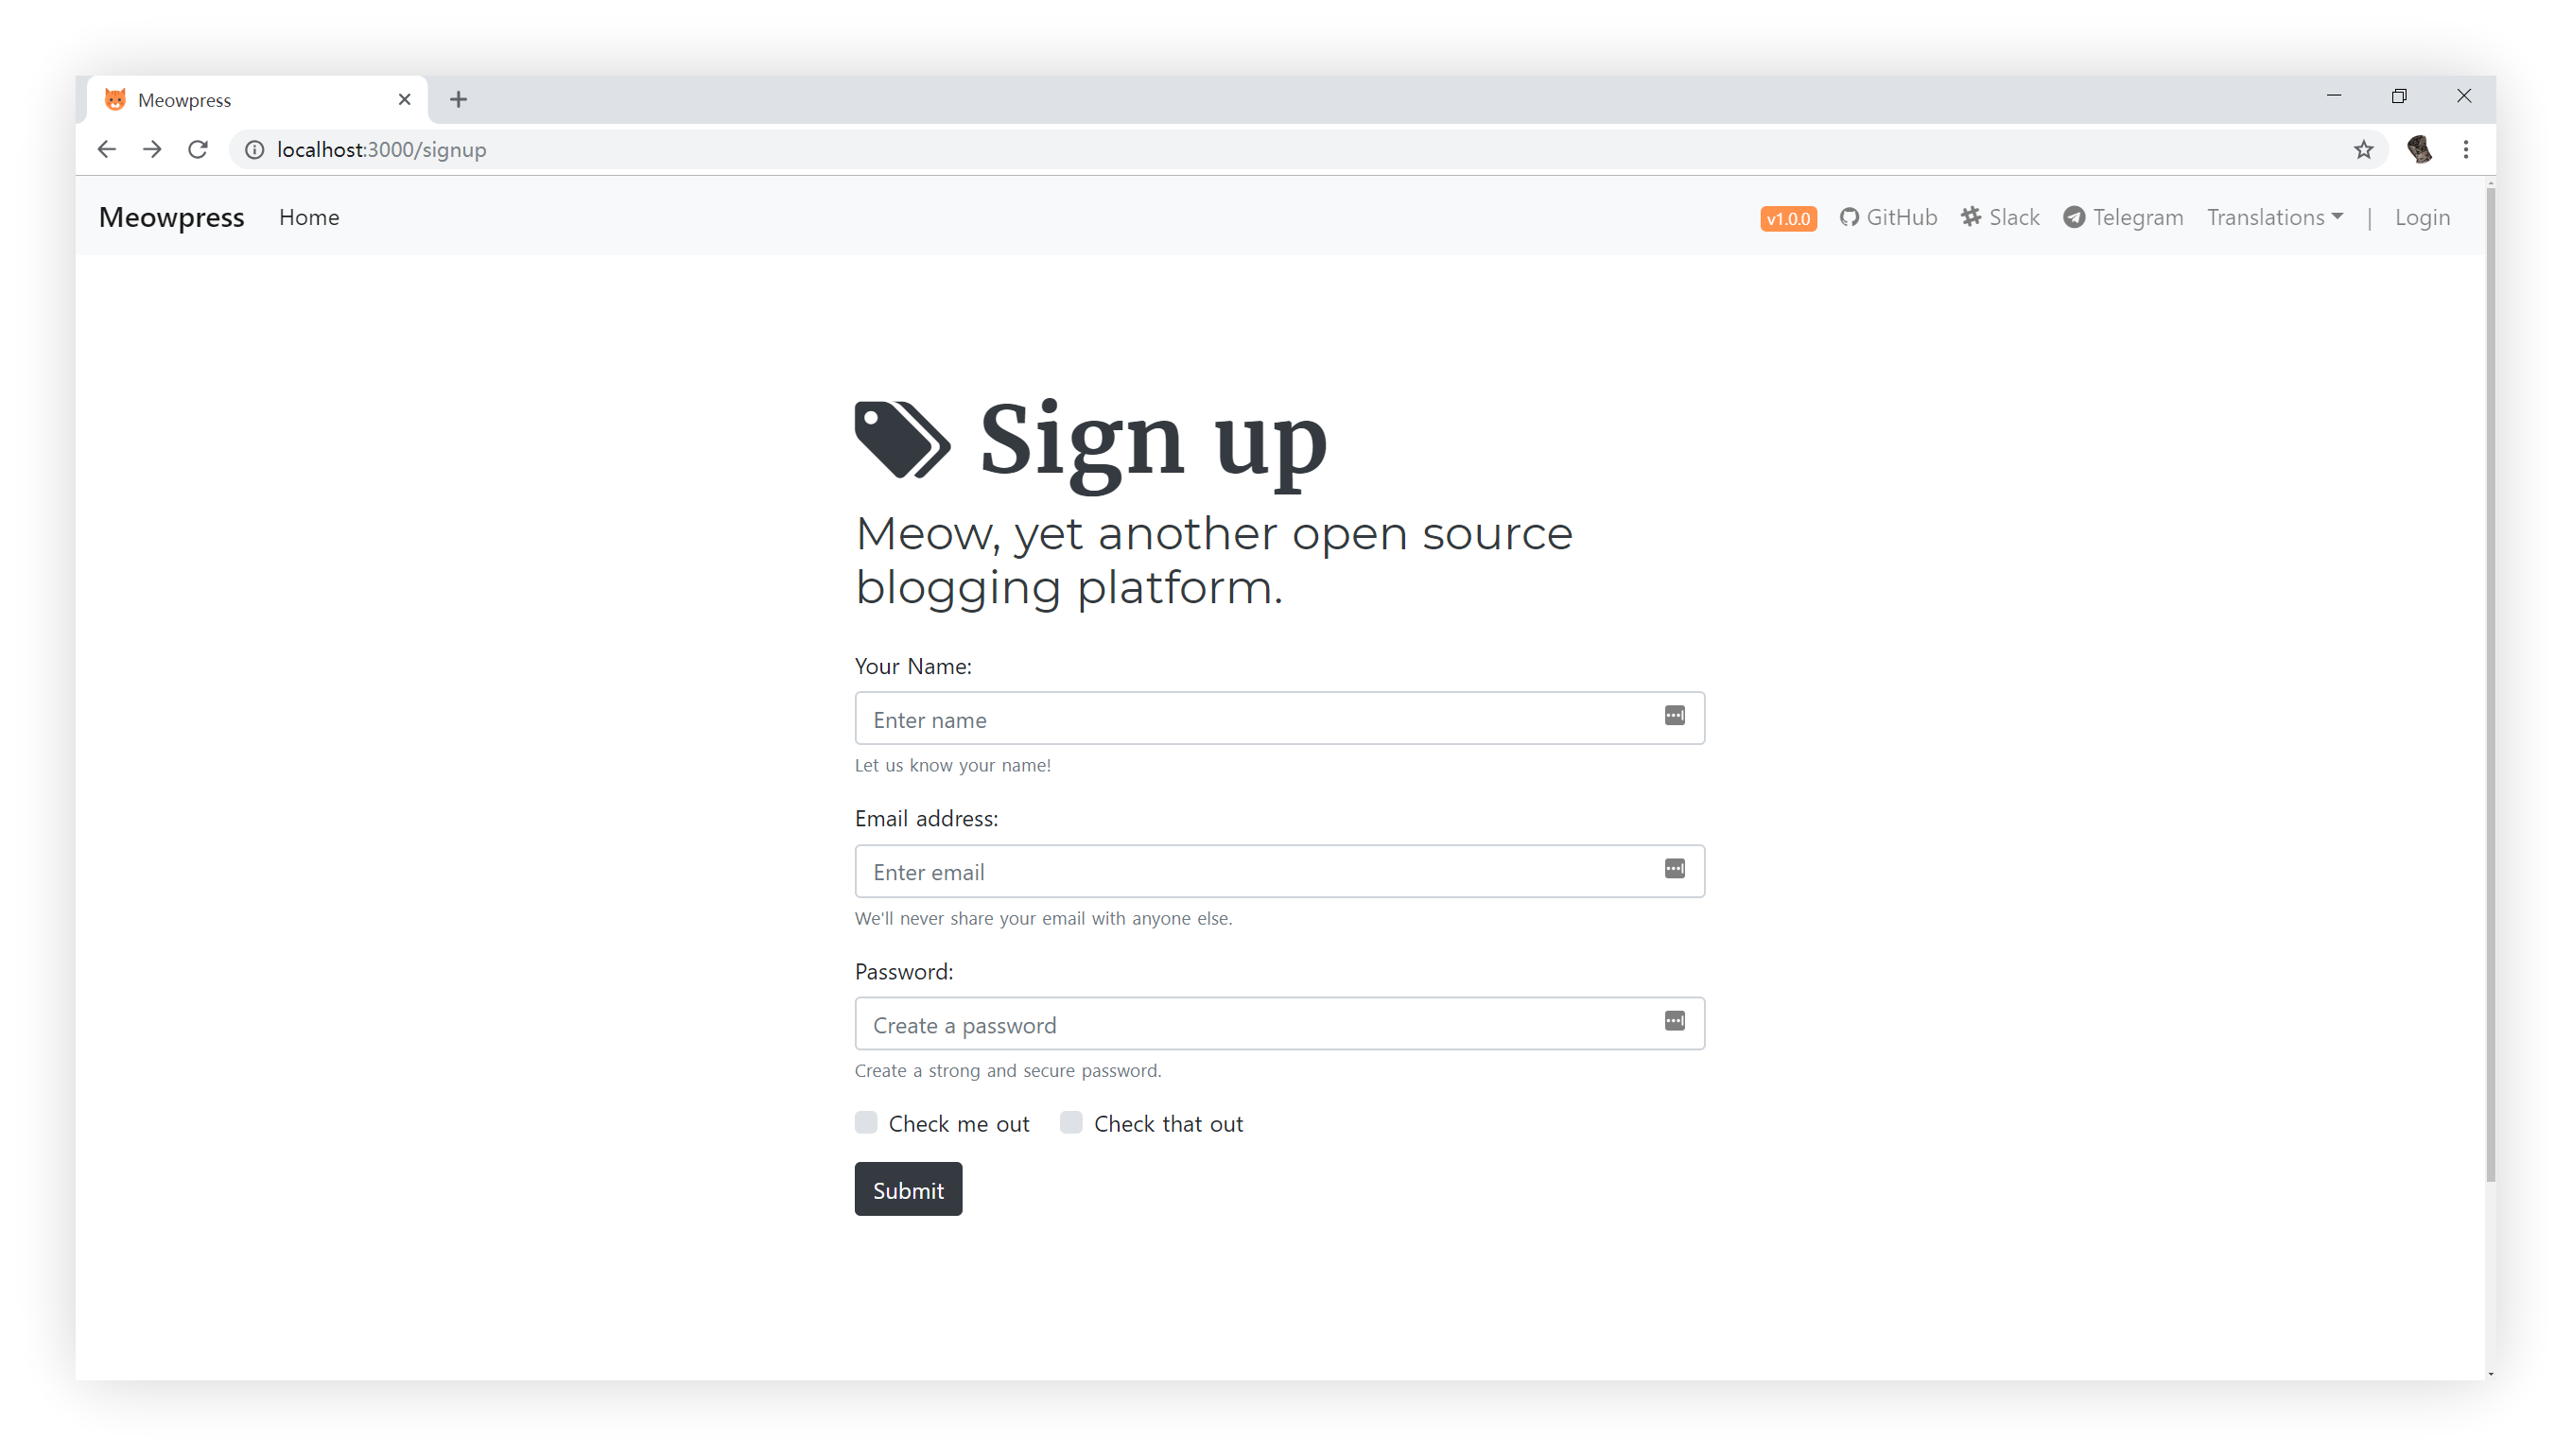 Meowpress
localhost:3000/signup
Meowpress Home v1.0.0 GitHub Slack Telegram Translations | Login
Sign up
Meow, yet another open source
blogging platform.
Your Name:
Enter name
Let us know your name!
Email address:
Enter email
We'll never share your email with anyone else.
Password:
Create a password
Create a strong and secure password.
Check me out Check that out
Submit